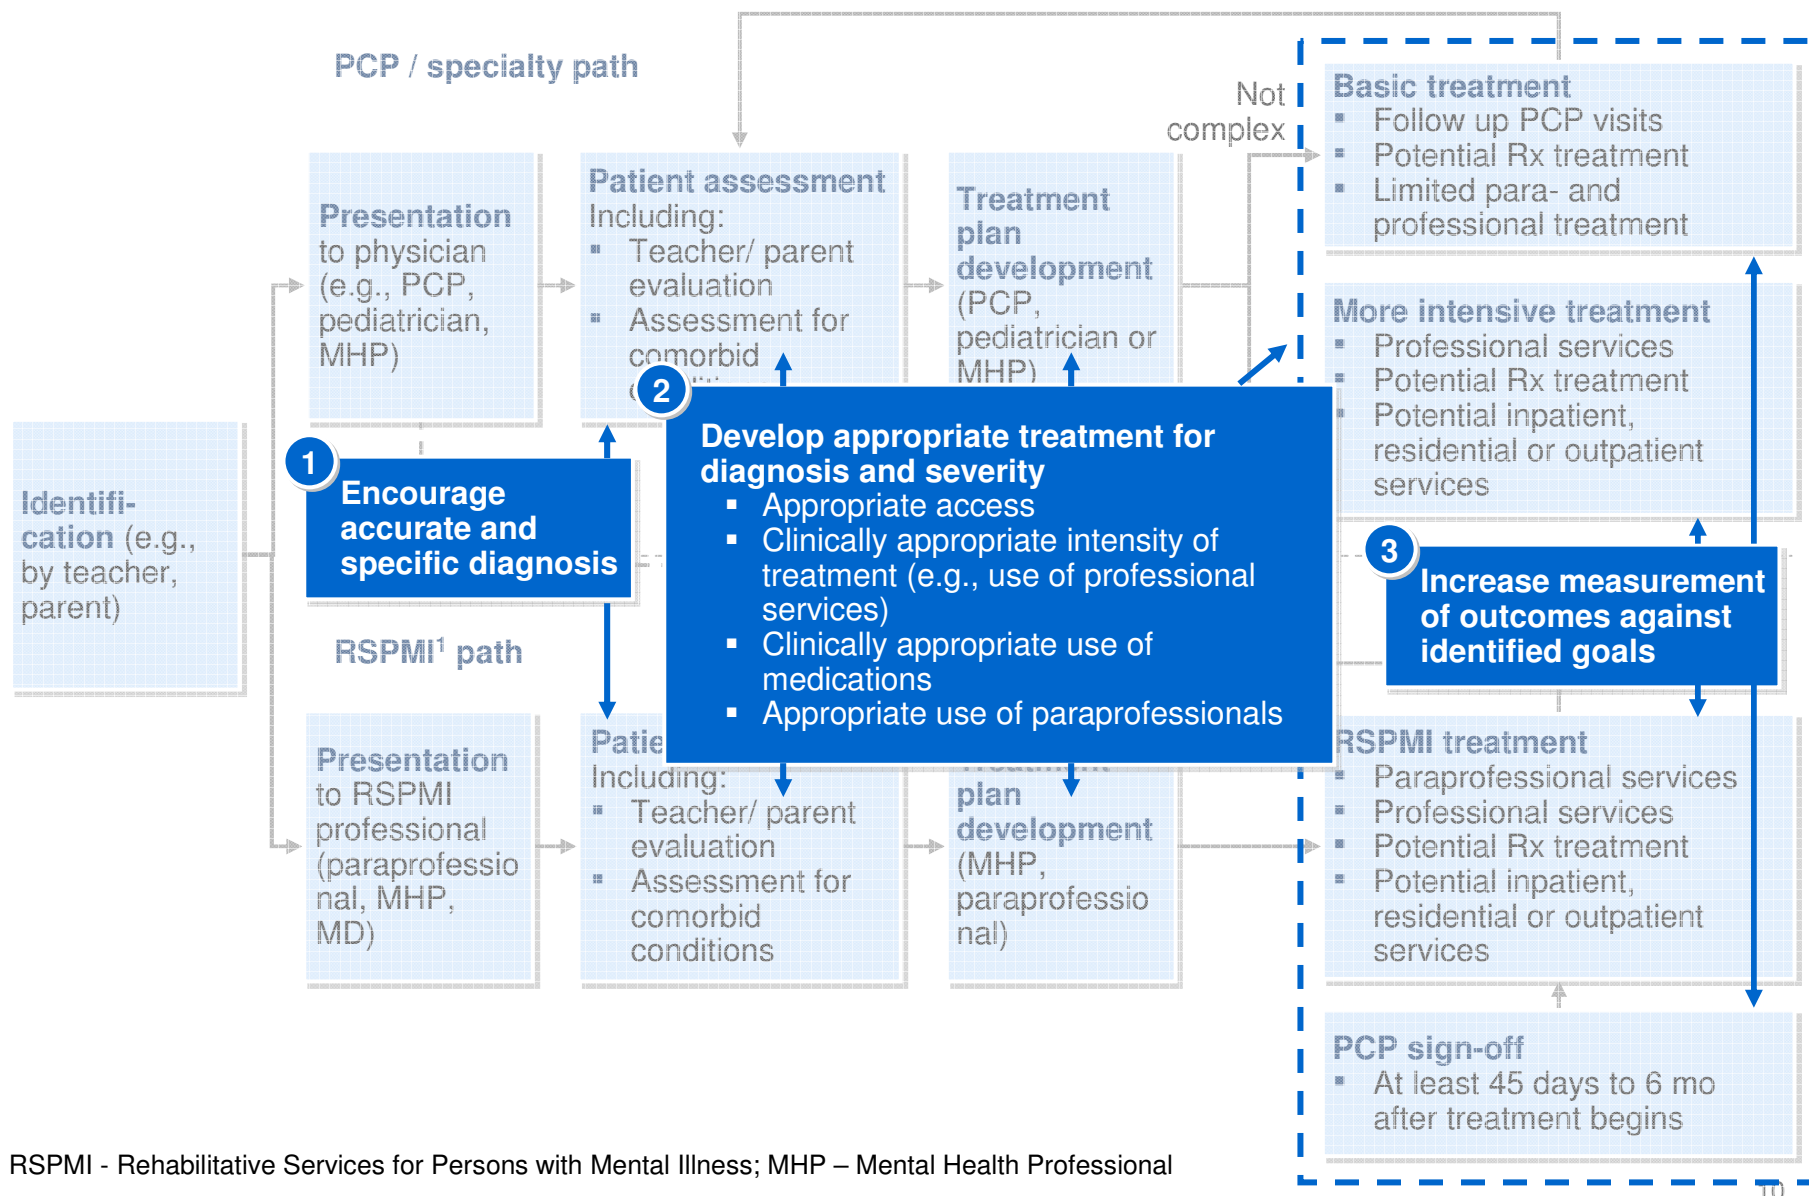 PCP / specialty path
Not
complex
Identifi-
cation (e.g.,
by teacher,
parent)
Presentation
to physician
(e.g., PCP,
pediatrician,
MHP)
Patient assessment
Including:
▪ Teacher/ parent
evaluation
▪ Assessment for
comorbid
Treatment
plan
development
(PCP,
pediatrician or
MHP)
Basic treatment
▪ Follow up PCP visits
▪ Potential Rx treatment
▪ Limited para- and
professional treatment
More intensive treatment
▪ Professional services
▪ Potential Rx treatment
▪ Potential inpatient,
residential or outpatient
services
1
Encourage
accurate and
specific diagnosis
2
Develop appropriate treatment for
diagnosis and severity
▪ Appropriate access
▪ Clinically appropriate intensity of
treatment (e.g., use of professional
services)
▪ Clinically appropriate use of
medications
▪ Appropriate use of paraprofessionals
3
Increase measurement
of outcomes against
identified goals
RSPMI¹ path
Presentation
to RSPMI
professional
(paraprofessio
nal, MHP,
MD)
Patie
Including:
▪ Teacher/ parent
evaluation
▪ Assessment for
comorbid
conditions
Treatment
plan
development
(MHP,
paraprofessio
nal)
RSPMI treatment
▪ Paraprofessional services
▪ Professional services
▪ Potential Rx treatment
▪ Potential inpatient,
residential or outpatient
services
PCP sign-off
▪ At least 45 days to 6 mo
after treatment begins
RSPMI - Rehabilitative Services for Persons with Mental Illness; MHP – Mental Health Professional
10